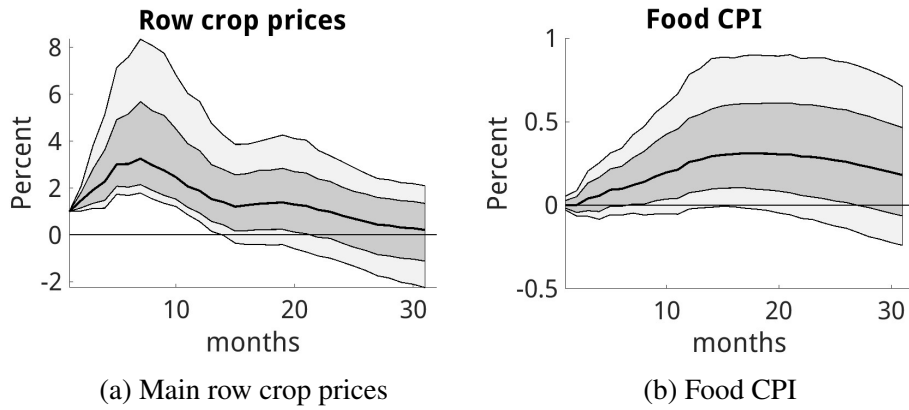 Row crop prices
8
6
4
2
0
-2
Percent
10
20
30
months
(a) Main row crop prices
Food CPI
1
0.5
0
-0.5
Percent
10
20
30
months
(b) Food CPI